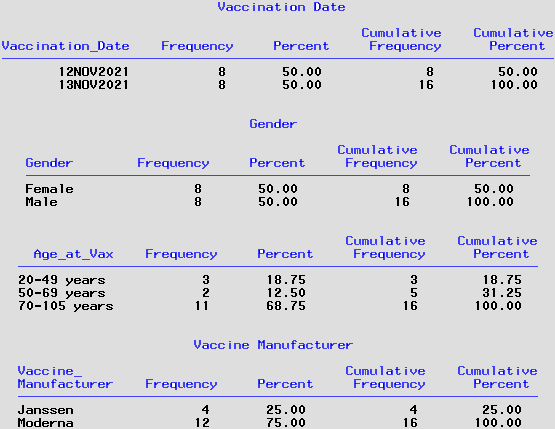 Vaccination Date
Cumulative Cumulative
Vaccination_Date Frequency Percent Frequency Percent
12NOV2021 8 50.00 8 50.00
13NOV2021 8 50.00 16 100.00
Gender
Cumulative Cumulative
Gender Frequency Percent Frequency Percent
Female 8 50.00 8 50.00
Male 8 50.00 16 100.00
Cumulative Cumulative
Age_at_Vax Frequency Percent Frequency Percent
20-49 years 3 18.75 3 18.75
50-69 years 2 12.50 5 31.25
70-105 years 11 68.75 16 100.00
Vaccine Manufacturer
Vaccine_ Cumulative Cumulative
Manufacturer Frequency Percent Frequency Percent
Janssen 4 25.00 4 25.00
Moderna 12 75.00 16 100.00